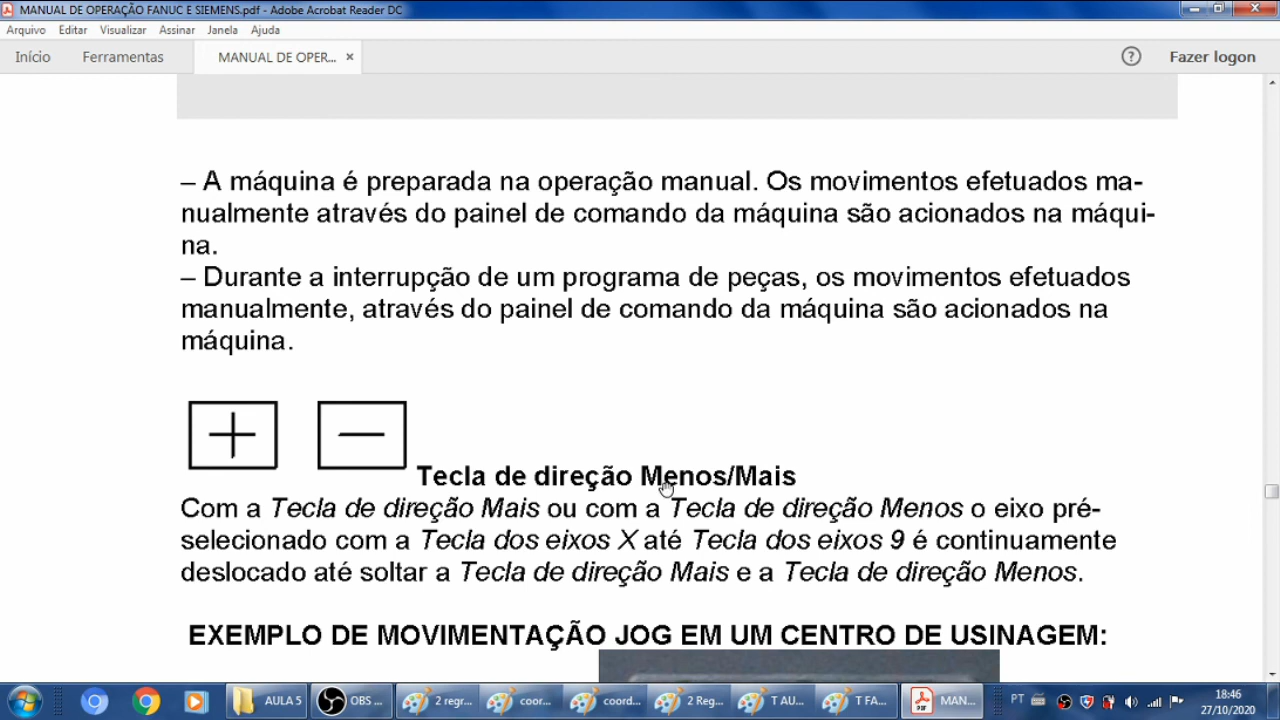 MANUAL DE OPERAÇÃO FANUC E SIEMENS.pdf - Adobe Acrobat Reader DC
Arquivo Editar Visualizar Assinar Janela Ajuda
Início Ferramentas MANUAL DE OPER... × ? Fazer logon
– A máquina é preparada na operação manual. Os movimentos efetuados ma-
nualmente através do painel de comando da máquina são acionados na máqui-
na.
– Durante a interrupção de um programa de peças, os movimentos efetuados
manualmente, através do painel de comando da máquina são acionados na
máquina.
+ −
Tecla de direção Menos/Mais
Com a Tecla de direção Mais ou com a Tecla de direção Menos o eixo pré-
selecionado com a Tecla dos eixos X até Tecla dos eixos 9 é continuamente
deslocado até soltar a Tecla de direção Mais e a Tecla de direção Menos.
EXEMPLO DE MOVIMENTAÇÃO JOG EM UM CENTRO DE USINAGEM:
AULA 5 OBS ... 2 regr... coor... coord... 2 Reg... T AU... T FA... MAN... PT 18:46
27/10/2020